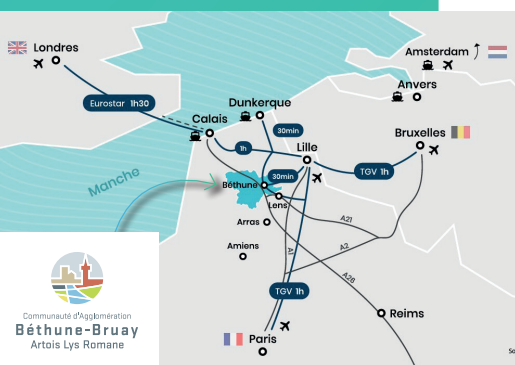 Londres
Amsterdam
Anvers
Eurostar 1h30
Dunkerque
Calais
30min
Bruxelles
Lille
1h
Manche
TGV 1h
30min
Béthune
Lens
A21
Arras
A2
Amiens
A1
A26
TGV 1h
Reims
Paris
Communauté d'Agglomération
Béthune-Bruay
Artois Lys Romane